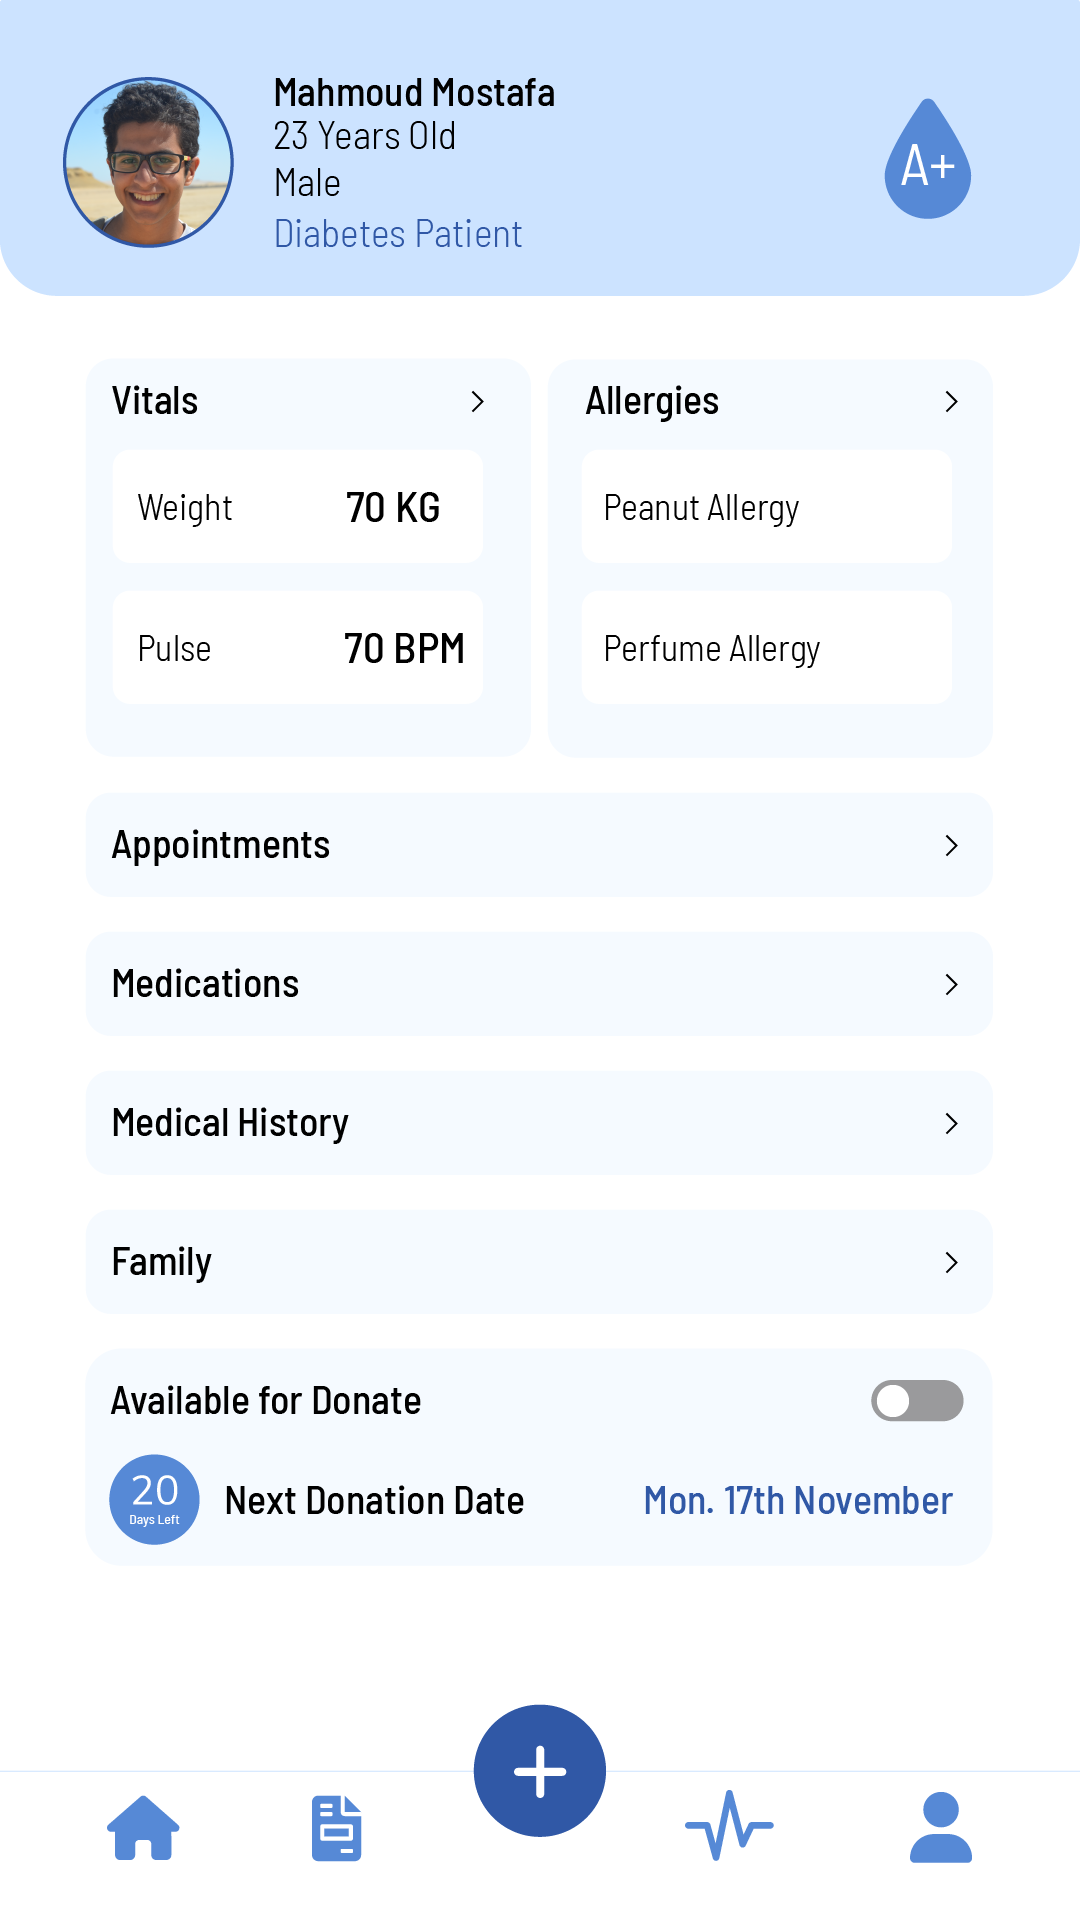 Mahmoud Mostafa
23 Years Old
Male
Diabetes Patient
A+
Vitals
Weight 70 KG
Pulse 70 BPM
Allergies
Peanut Allergy
Perfume Allergy
Appointments
Medications
Medical History
Family
Available for Donate
20
Days Left
Next Donation Date Mon. 17th November